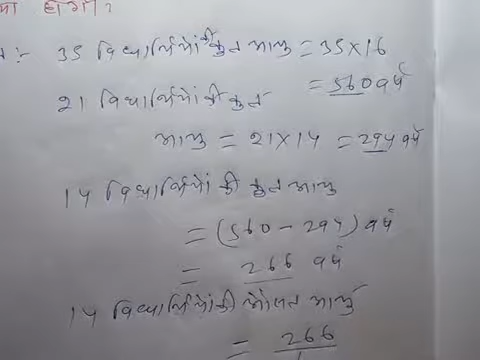 होगा?
:- 35 विद्यार्थियों की कुल आयु = 35×16
= 560 वर्ष
21 विद्यार्थियों की कुल
आयु = 21×14 = 294 वर्ष
14 विद्यार्थियों की कुल आयु
= (560 - 294) वर्ष
= 266 वर्ष
14 विद्यार्थियों की औसत आयु
= 266